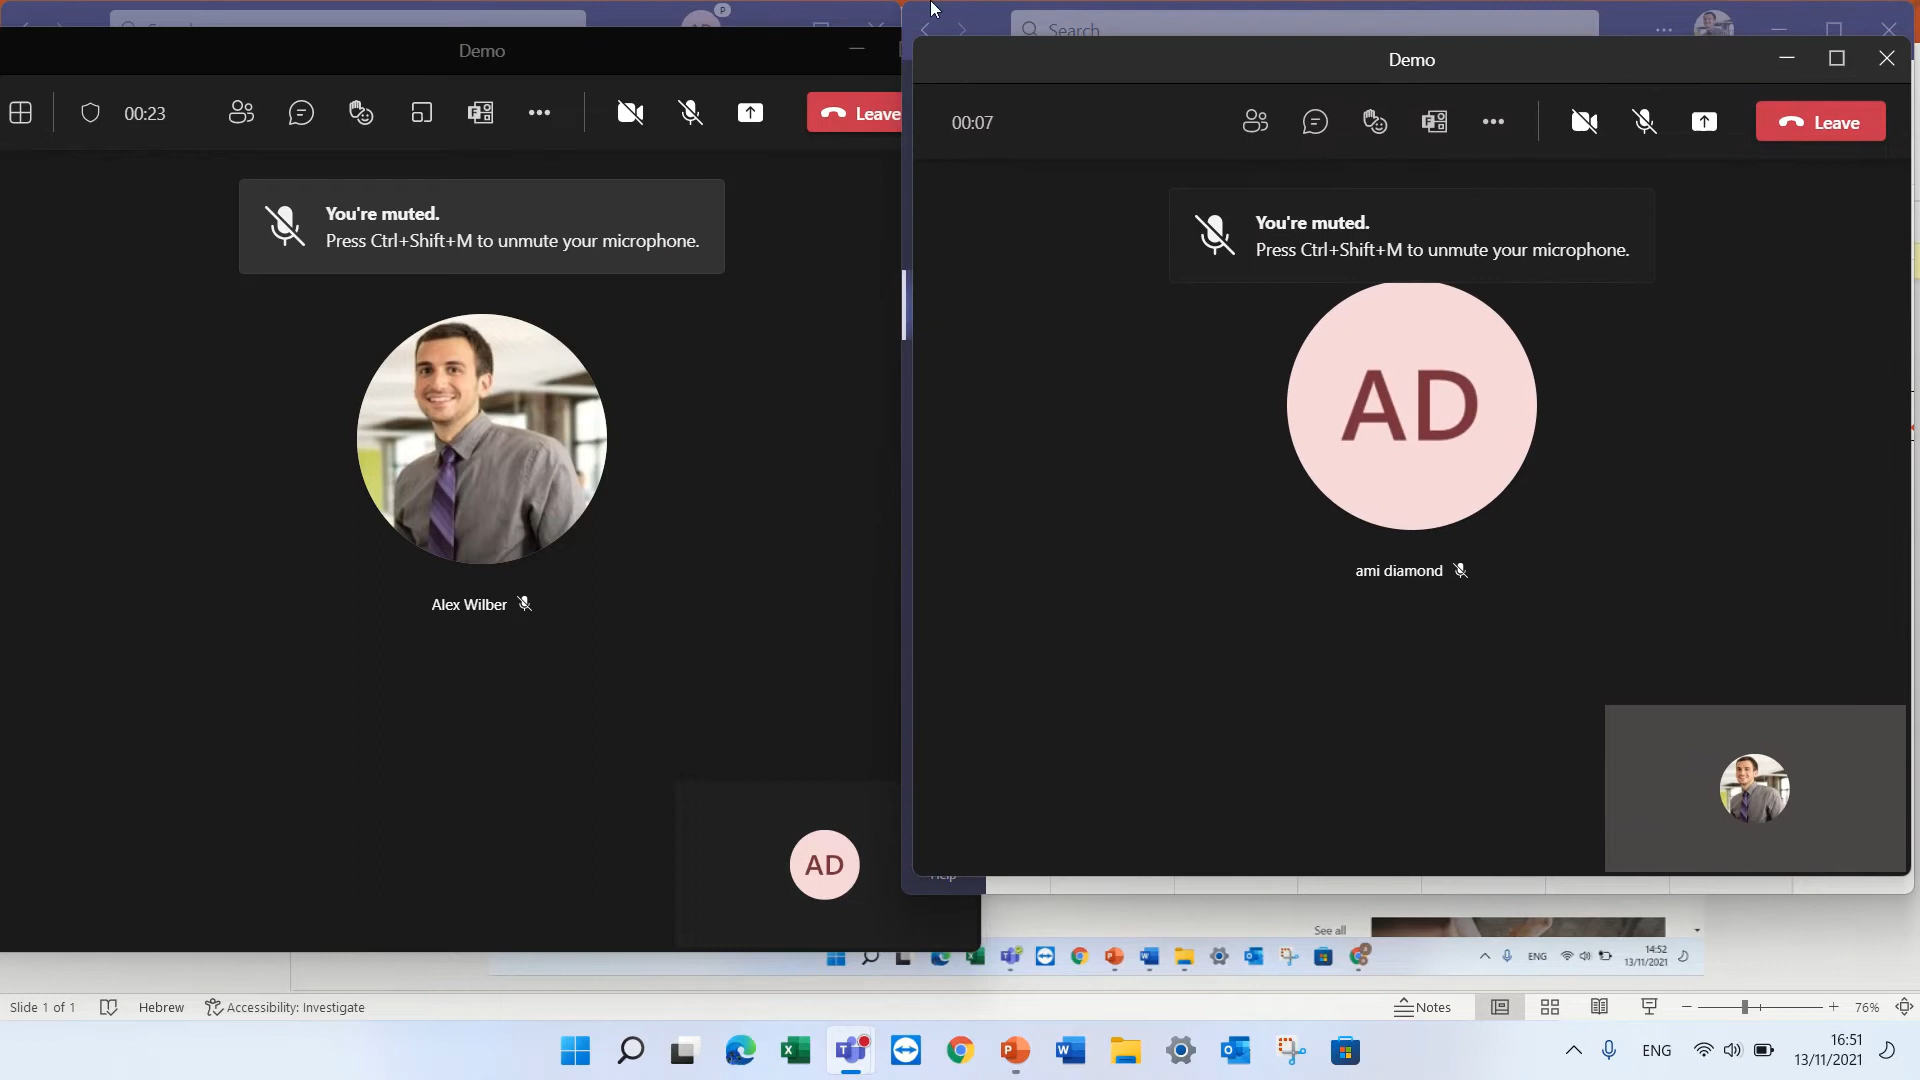 P
Search
Demo
00:23
Leave
You're muted.
Press Ctrl+Shift+M to unmute your microphone.
Alex Wilber
AD
Demo
00:07
Leave
You're muted.
Press Ctrl+Shift+M to unmute your microphone.
AD
ami diamond
Help
See all
ENG
14:52
13/11/2021
Slide 1 of 1
Hebrew
Accessibility: Investigate
Notes
76%
ENG
16:51
13/11/2021